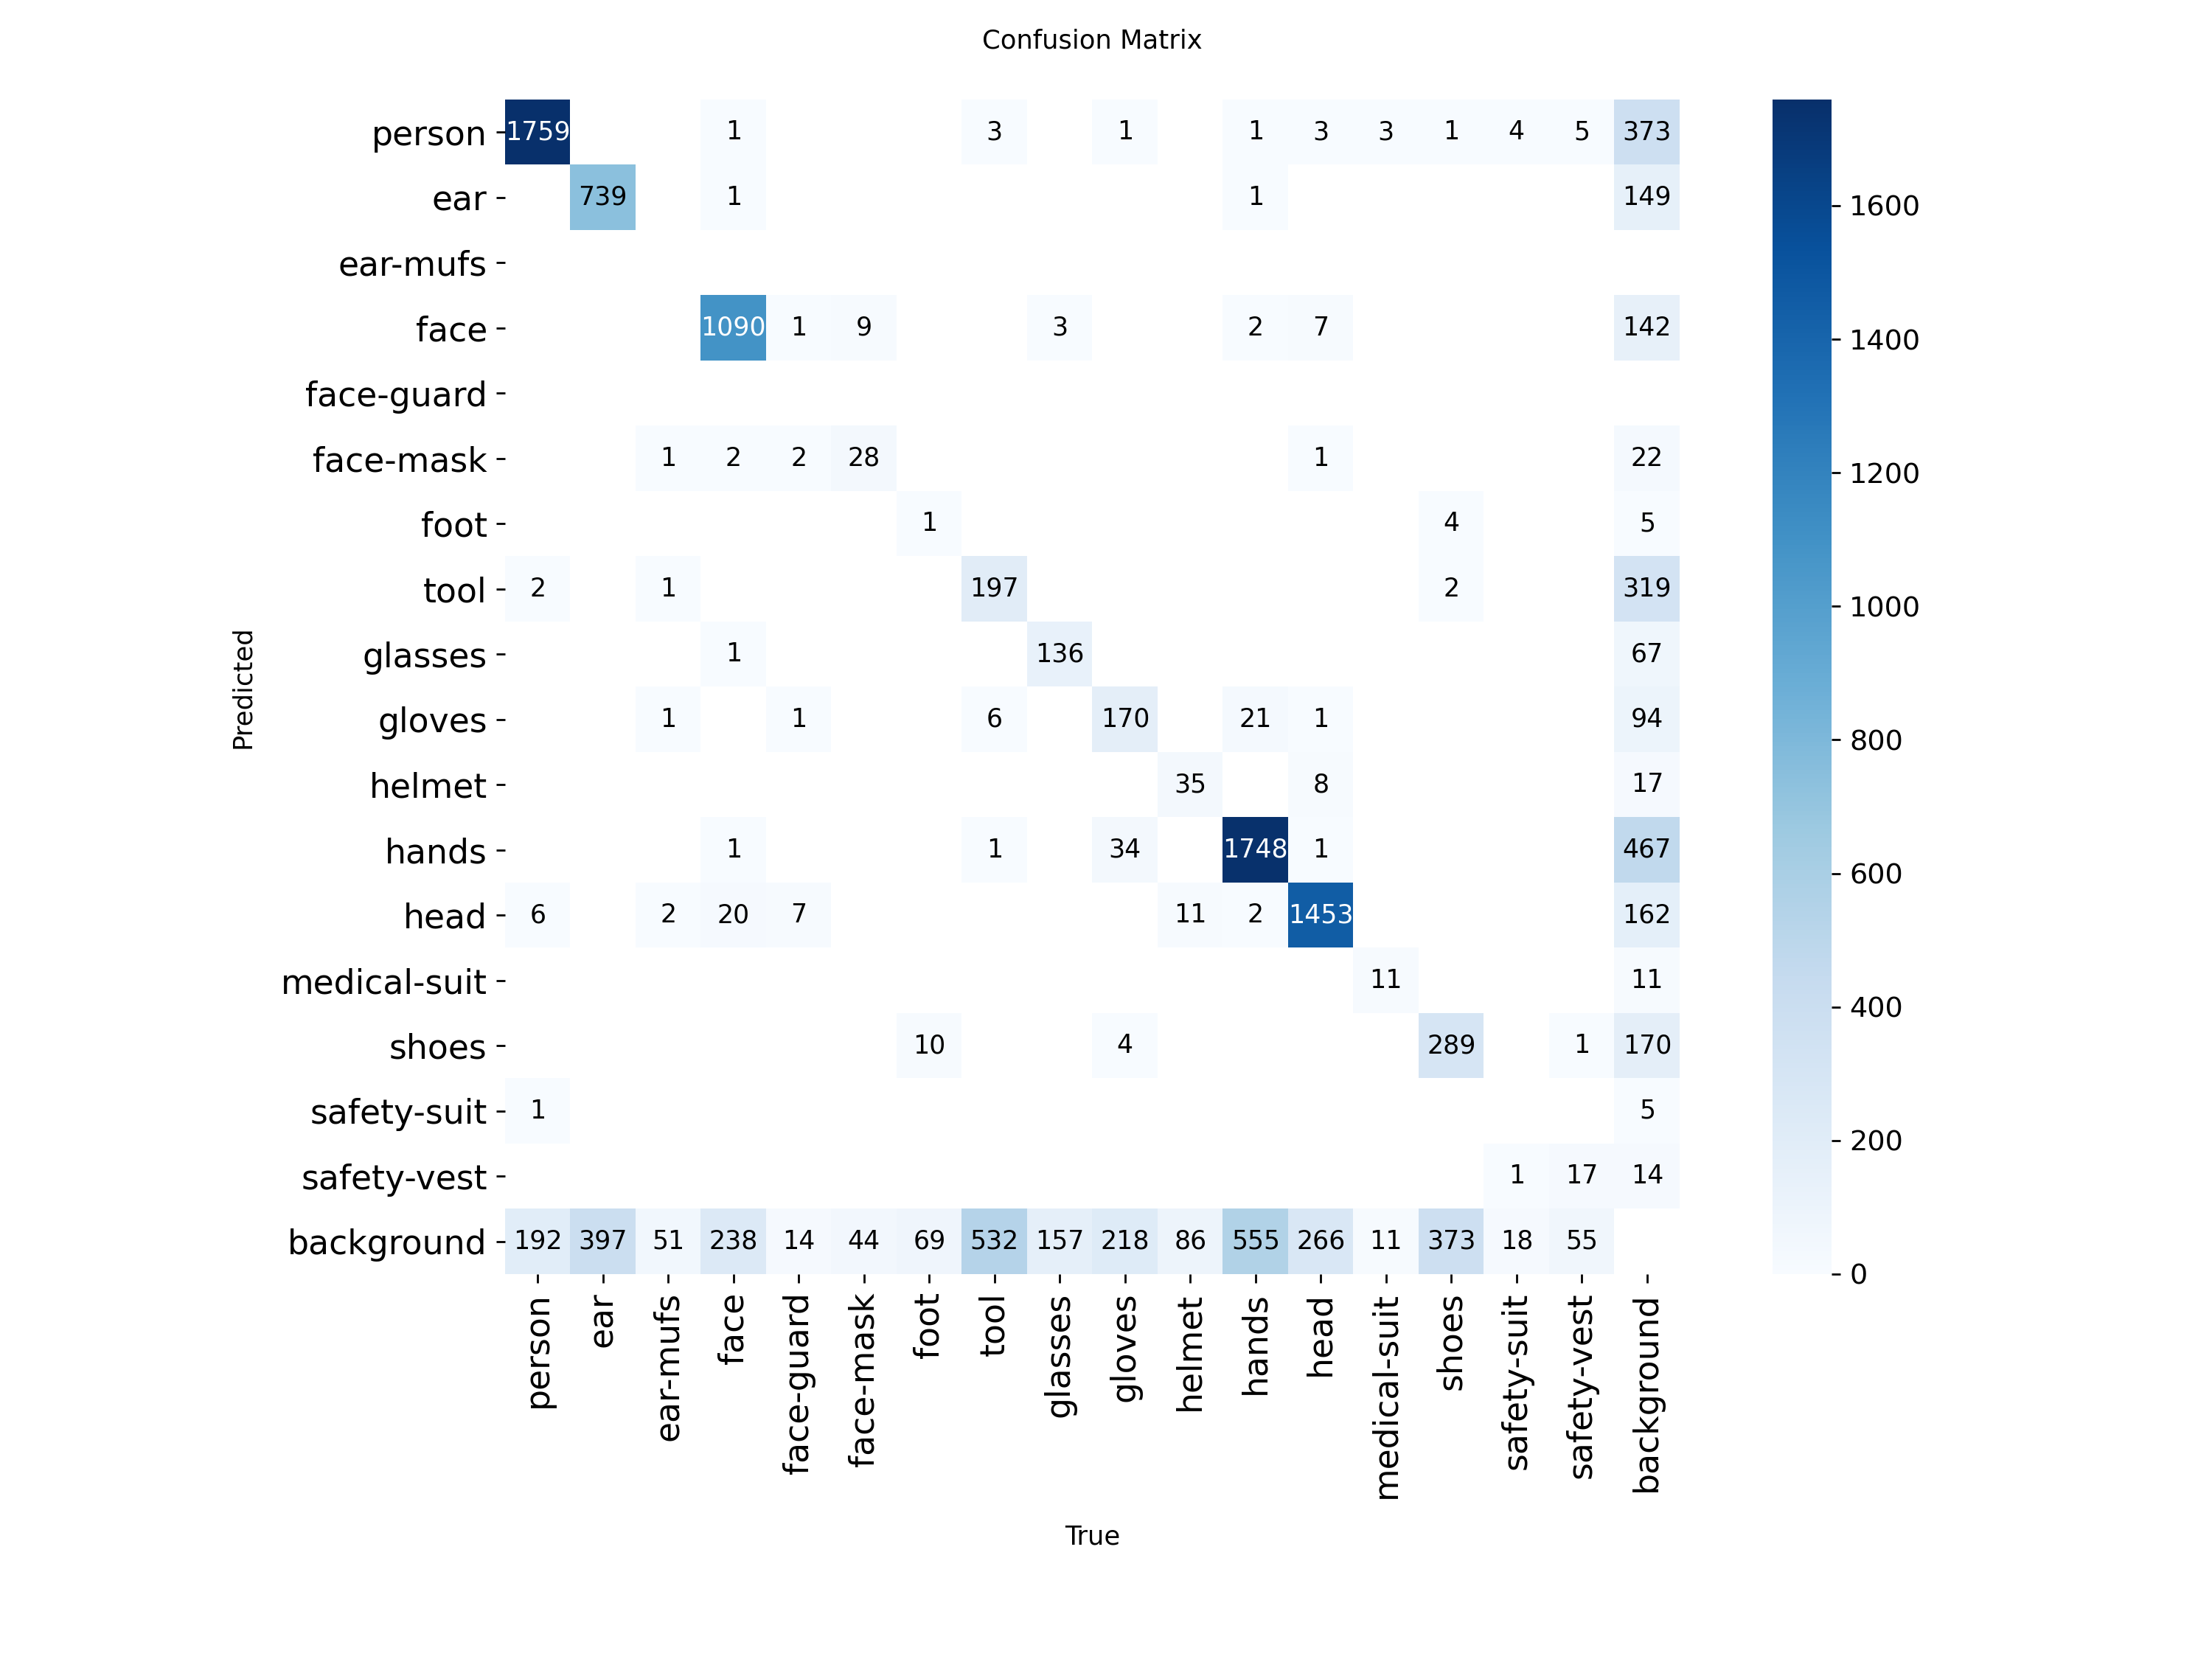 Confusion Matrix
person 1759 1 3 1 1 3 3 1 4 5 373
ear 739 1 1 149
ear-mufs
face 1090 1 9 3 2 7 142
face-guard
face-mask 1 2 2 28 1 22
foot 1 4 5
tool 2 1 197 2 319
glasses 1 136 67
gloves 1 1 6 170 21 1 94
helmet 35 8 17
hands 1 1 34 1748 1 467
head 6 2 20 7 11 2 1453 162
medical-suit 11 11
shoes 10 4 289 1 170
safety-suit 1 5
safety-vest 1 17 14
background 192 397 51 238 14 44 69 532 157 218 86 555 266 11 373 18 55
Predicted
person ear ear-mufs face face-guard face-mask foot tool glasses gloves helmet hands head medical-suit shoes safety-suit safety-vest background
True
1600
1400
1200
1000
800
600
400
200
0